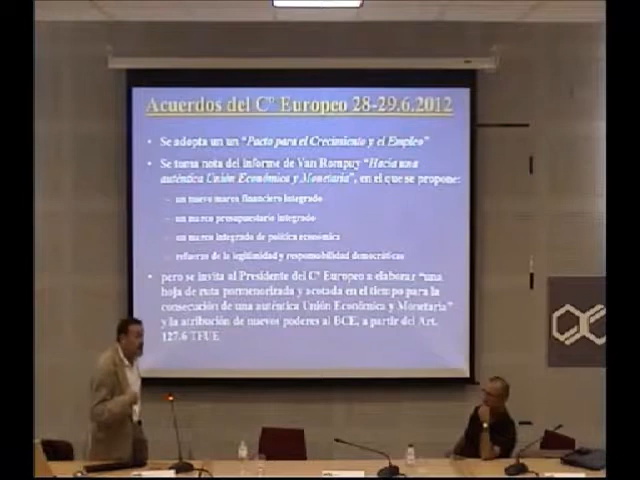 Acuerdos del Cº Europeo 28-29.6.2012
• Se adopta un un “Pacto para el Crecimiento y el Empleo”
• Se toma nota del informe de Van Rompuy “Hacia una
auténtica Unión Económica y Monetaria”, en el que se propone:
– un nuevo marco financiero integrado
– un marco presupuestario integrado
– un marco integrado de política económica
– refuerzo de la legitimidad y responsabilidad democráticas
• pero se invita al Presidente del Cº Europeo a elaborar “una
hoja de ruta pormenorizada y acotada en el tiempo para la
consecución de una auténtica Unión Económica y Monetaria”
y la atribución de nuevos poderes al BCE, a partir del Art.
127.6 TFUE